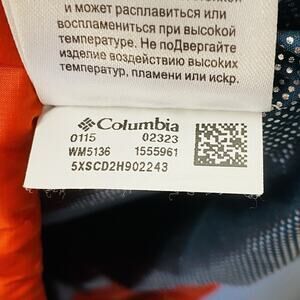 и может расплавиться или
воспламениться при высокой
температуре. Не поДвергайте
изделие воздействию высоких
температур, пламени или искр.
Columbia
0115 02323
WM5136 1555961
5XSCD2H902243